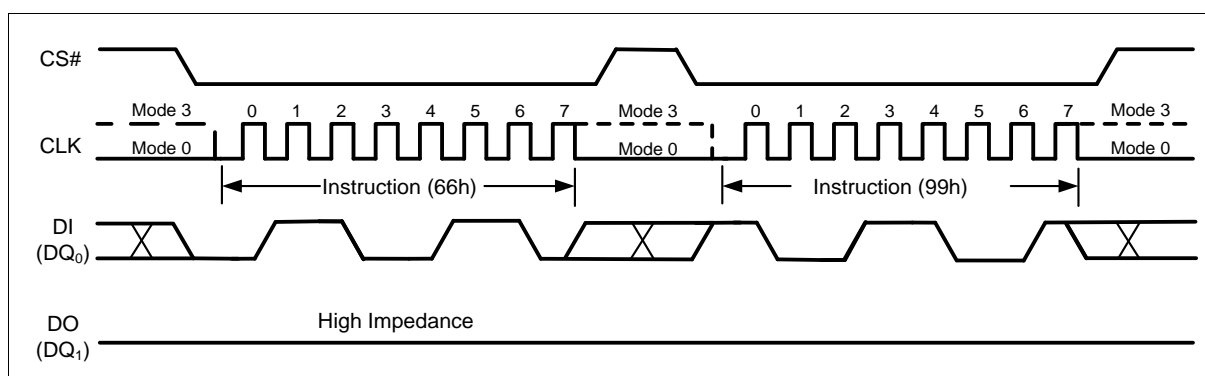 CS#
Mode 3 0 1 2 3 4 5 6 7 Mode 3 0 1 2 3 4 5 6 7 Mode 3
CLK
Mode 0 Mode 0 Mode 0
Instruction (66h) Instruction (99h)
DI
(DQ0)
High Impedance
DO
(DQ1)